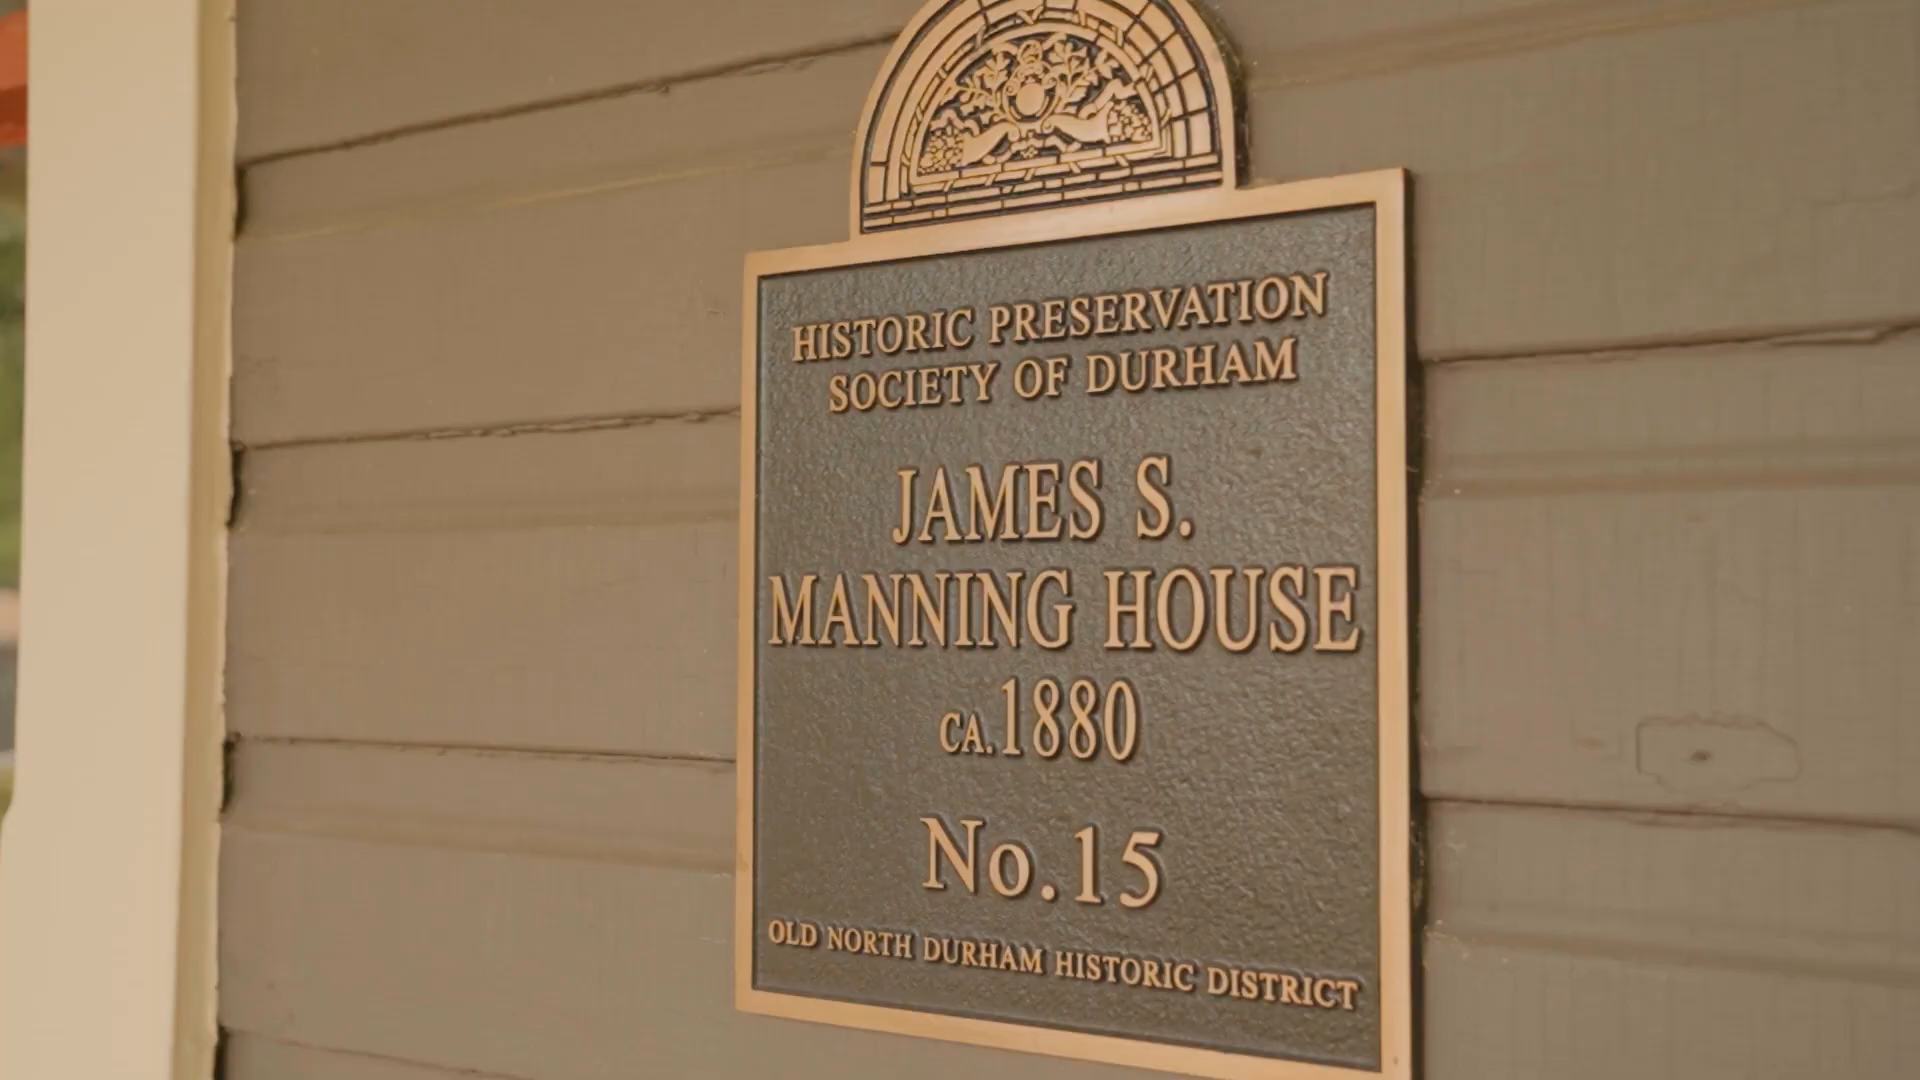 HISTORIC PRESERVATION
SOCIETY OF DURHAM
JAMES S.
MANNING HOUSE
CA. 1880
No. 15
OLD NORTH DURHAM HISTORIC DISTRICT